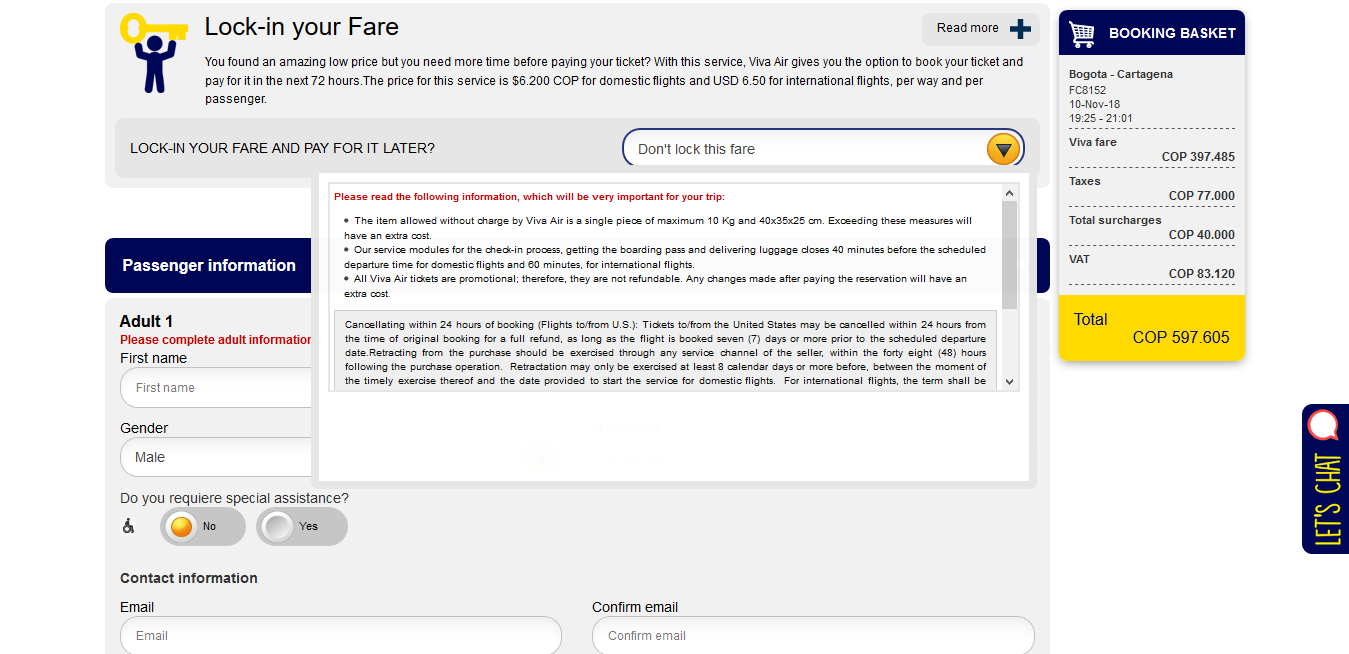 Lock-in your Fare
Read more
You found an amazing low price but you need more time before paying your ticket? With this service, Viva Air gives you the option to book your ticket and
pay for it in the next 72 hours.The price for this service is $6.200 COP for domestic flights and USD 6.50 for international flights, per way and per
passenger.
LOCK-IN YOUR FARE AND PAY FOR IT LATER?
Don't lock this fare
Please read the following information, which will be very important for your trip:
The item allowed without charge by Viva Air is a single piece of maximum 10 Kg and 40x35x25 cm. Exceeding these measures will
have an extra cost.
Our service modules for the check-in process, getting the boarding pass and delivering luggage closes 40 minutes before the scheduled
departure time for domestic flights and 60 minutes, for international flights.
All Viva Air tickets are promotional; therefore, they are not refundable. Any changes made after paying the reservation will have an
extra cost.
Cancellating within 24 hours of booking (Flights to/from U.S.): Tickets to/from the United States may be cancelled within 24 hours from
the time of original booking for a full refund, as long as the flight is booked seven (7) days or more prior to the scheduled departure
date.Retracting from the purchase should be exercised through any service channel of the seller, within the forty eight (48) hours
following the purchase operation. Retractation may only be exercised at least 8 calendar days or more before, between the moment of
the timely exercise thereof and the date provided to start the service for domestic flights. For international flights, the term shall be
Passenger information
Adult 1
Please complete adult information
First name
First name
Gender
Male
Do you requiere special assistance?
No
Yes
Contact information
Email
Confirm email
Email
Confirm email
BOOKING BASKET
Bogota - Cartagena
FC8152
10-Nov-18
19:25 - 21:01
Viva fare
COP 397.485
Taxes
COP 77.000
Total surcharges
COP 40.000
VAT
COP 83.120
Total
COP 597.605
LET'S CHAT